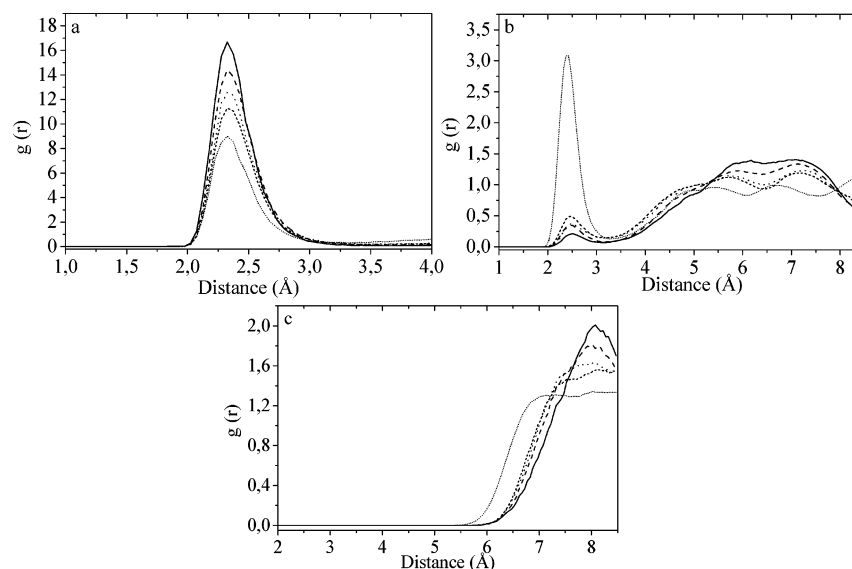 a
g (r)
18
16
14
12
10
8
6
4
2
0
1,0 1,5 2,0 2,5 3,0 3,5 4,0
Distance (Å)
b
g (r)
3,5
3,0
2,5
2,0
1,5
1,0
0,5
0,0
1 2 3 4 5 6 7 8
Distance (Å)
c
g (r)
2,0
1,6
1,2
0,8
0,4
0,0
2 3 4 5 6 7 8
Distance (Å)